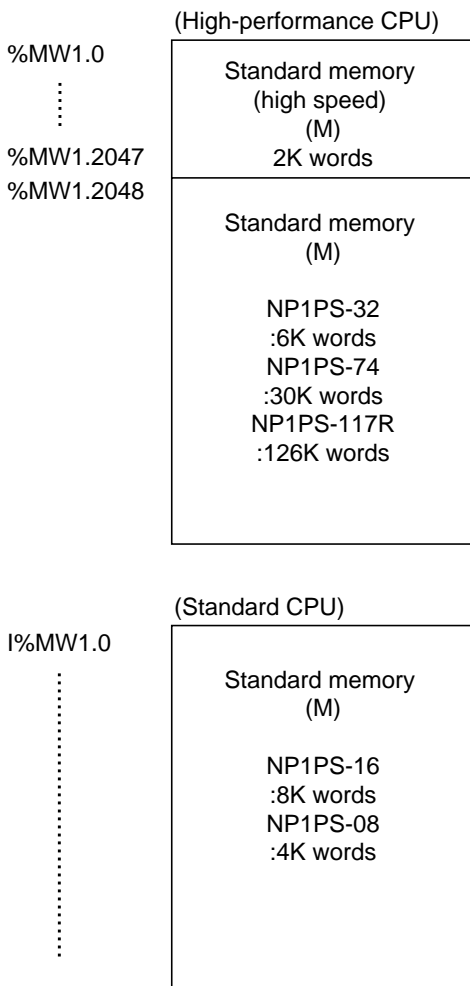 (High-performance CPU)
%MW1.0
Standard memory
(high speed)
(M)
%MW1.2047
2K words
%MW1.2048
Standard memory
(M)
NP1PS-32
:6K words
NP1PS-74
:30K words
NP1PS-117R
:126K words
(Standard CPU)
I%MW1.0
Standard memory
(M)
NP1PS-16
:8K words
NP1PS-08
:4K words